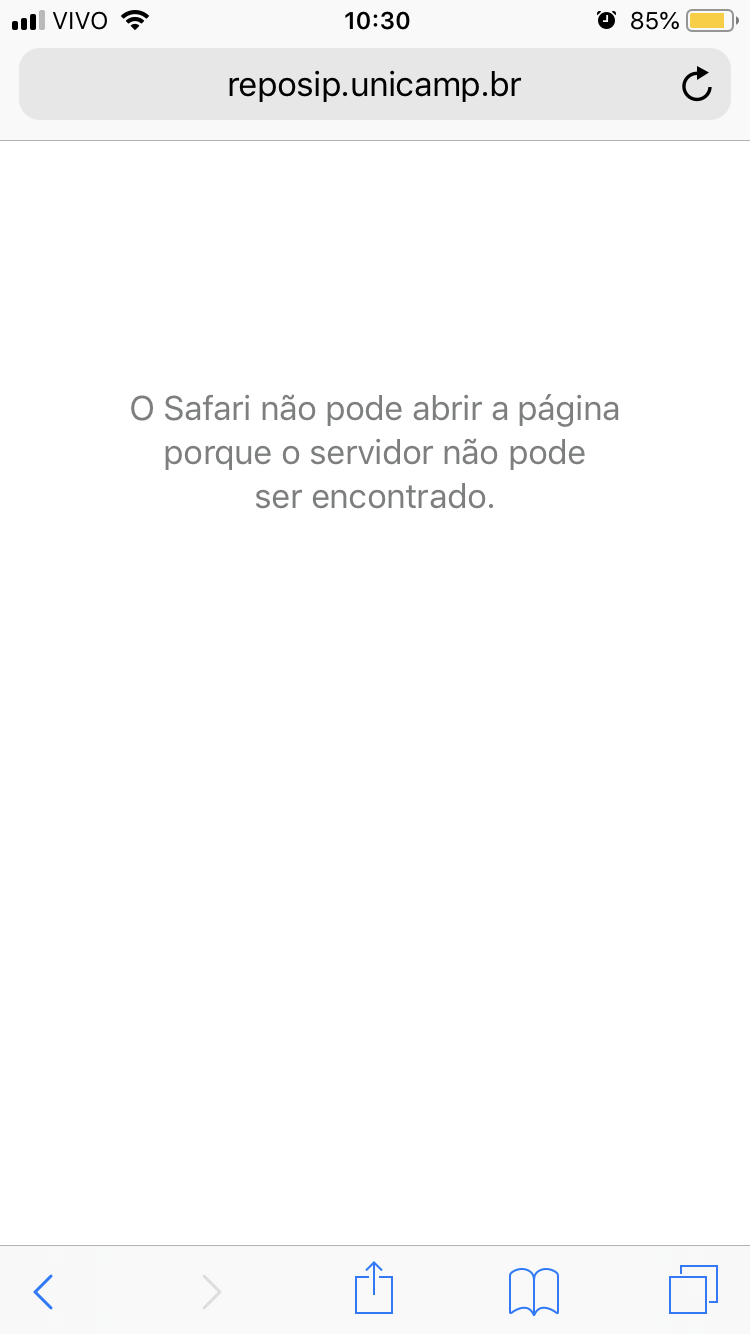 VIVO 10:30 85%
reposip.unicamp.br
O Safari não pode abrir a página
porque o servidor não pode
ser encontrado.